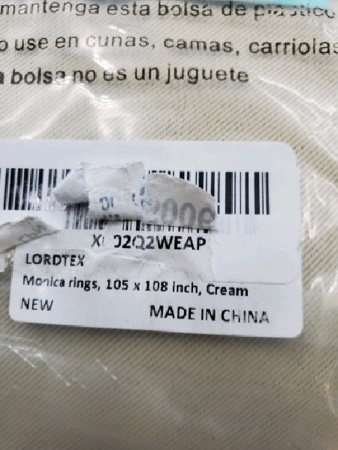 mantenga esta bolsa de plástico
o use en cunas, camas, carriolas
a bolsa no es un juguete
LORDTEX
Monica rings, 105 x 108 inch, Cream
NEW MADE IN CHINA